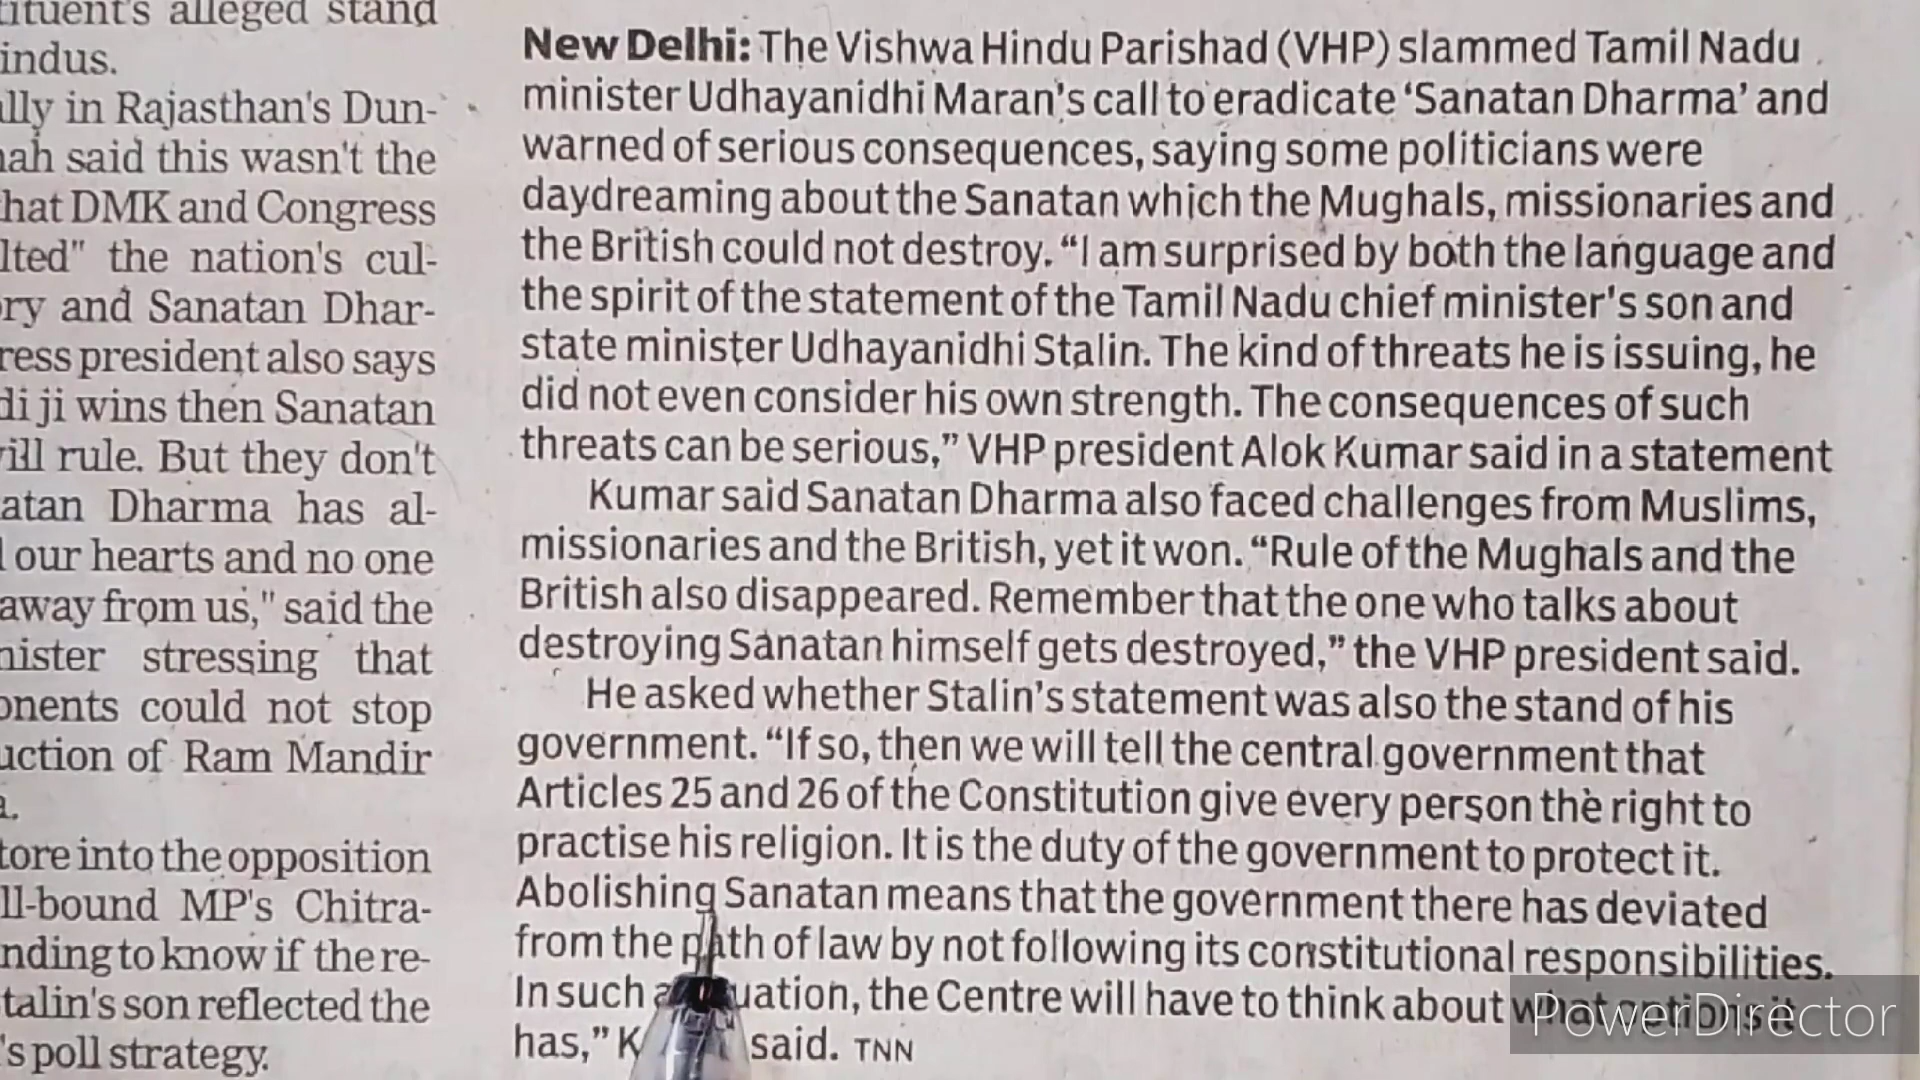 ituent's alleged stand
indus.
ally in Rajasthan's Dun-
ah said this wasn't the
hat DMK and Congress
lted" the nation's cul-
ory and Sanatan Dhar-
ress president also says
di ji wins then Sanatan
ill rule. But they don't
atan Dharma has al-
our hearts and no one
away from us," said the
nister stressing that
onents could not stop
uction of Ram Mandir
a.
tore into the opposition
ll-bound MP's Chitra-
nding to know if the re-
talin's son reflected the
's poll strategy.
New Delhi: The Vishwa Hindu Parishad (VHP) slammed Tamil Nadu
minister Udhayanidhi Maran's call to eradicate ‘Sanatan Dharma’ and
warned of serious consequences, saying some politicians were
daydreaming about the Sanatan which the Mughals, missionaries and
the British could not destroy. “I am surprised by both the language and
the spirit of the statement of the Tamil Nadu chief minister's son and
state minister Udhayanidhi Stalin. The kind of threats he is issuing, he
did not even consider his own strength. The consequences of such
threats can be serious,” VHP president Alok Kumar said in a statement
Kumar said Sanatan Dharma also faced challenges from Muslims,
missionaries and the British, yet it won. “Rule of the Mughals and the
British also disappeared. Remember that the one who talks about
destroying Sanatan himself gets destroyed,” the VHP president said.
He asked whether Stalin's statement was also the stand of his
government. “If so, then we will tell the central government that
Articles 25 and 26 of the Constitution give every person the right to
practise his religion. It is the duty of the government to protect it.
Abolishing Sanatan means that the government there has deviated
from the path of law by not following its constitutional responsibilities.
In such uation, the Centre will have to think about what options it
has,” K said. TNN
PowerDirector